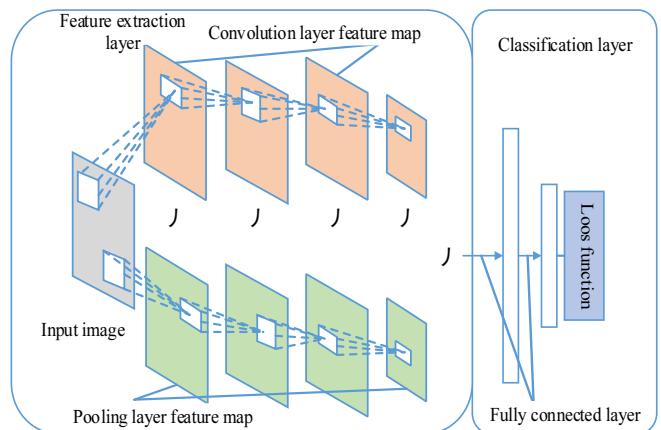 Feature extraction
layer
Convolution layer feature map
Classification layer
Loos function
Input image
Pooling layer feature map
Fully connected layer